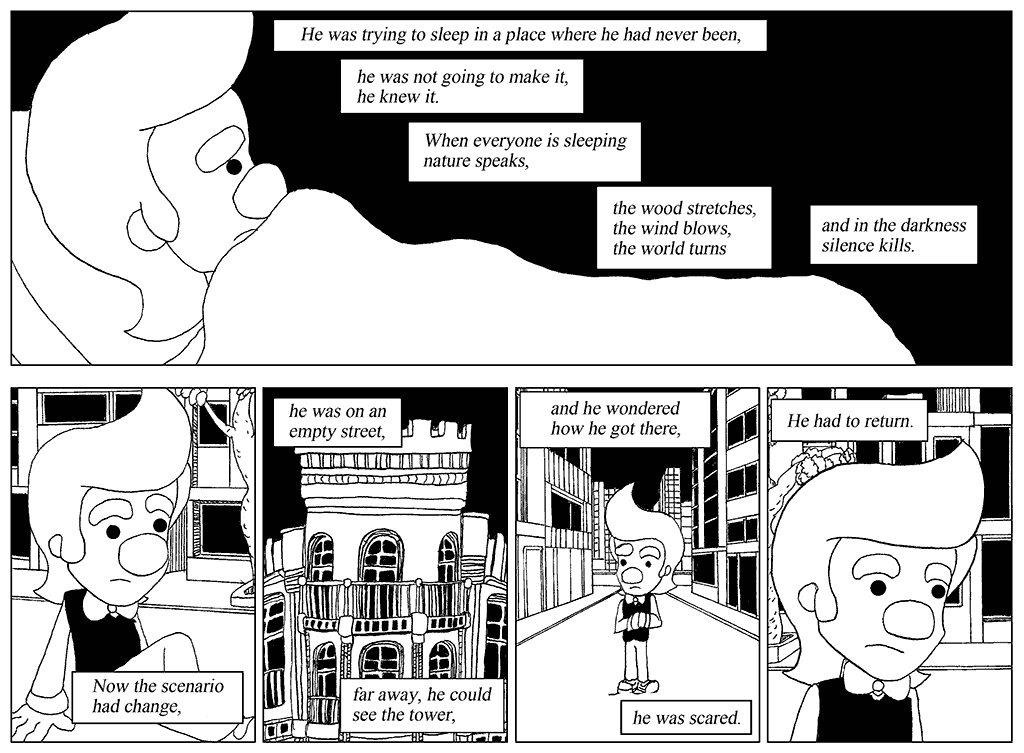 He was trying to sleep in a place where he had never been,
he was not going to make it,
he knew it.
When everyone is sleeping
nature speaks,
the wood stretches,
the wind blows,
the world turns
and in the darkness
silence kills.
Now the scenario
had change,
he was on an
empty street,
far away, he could
see the tower,
and he wondered
how he got there,
he was scared.
He had to return.